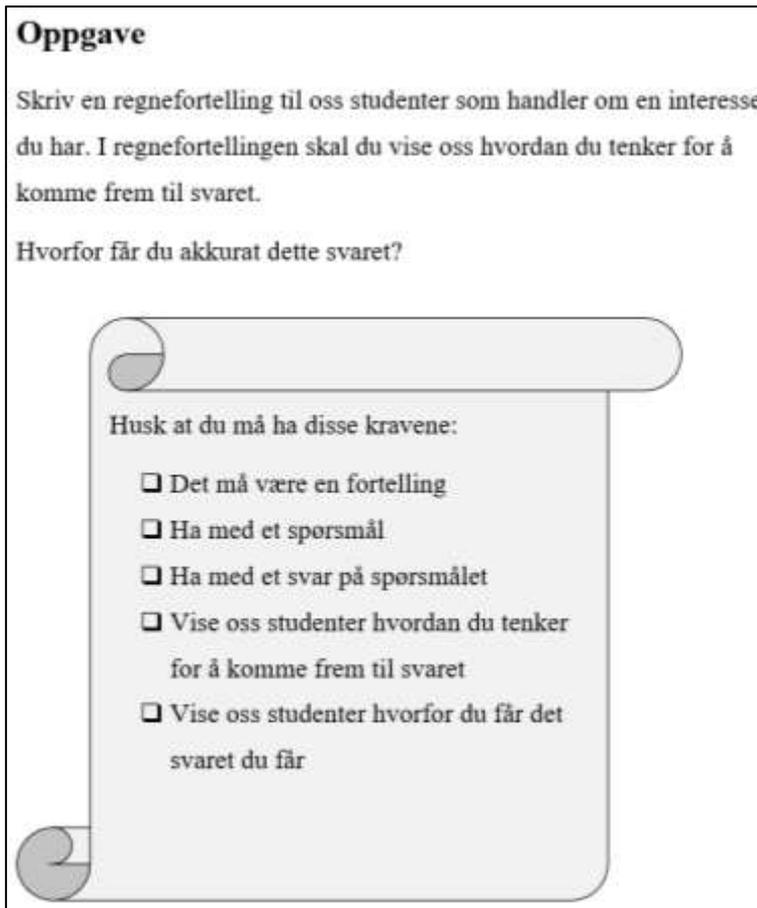 Oppgave
Skriv en regnefortelling til oss studenter som handler om en interesse
du har. I regnefortellingen skal du vise oss hvordan du tenker for å
komme frem til svaret.
Hvorfor får du akkurat dette svaret?
Husk at du må ha disse kravene:
❑ Det må være en fortelling
❑ Ha med et spørsmål
❑ Ha med et svar på spørsmålet
❑ Vise oss studenter hvordan du tenker
for å komme frem til svaret
❑ Vise oss studenter hvorfor du får det
svaret du får